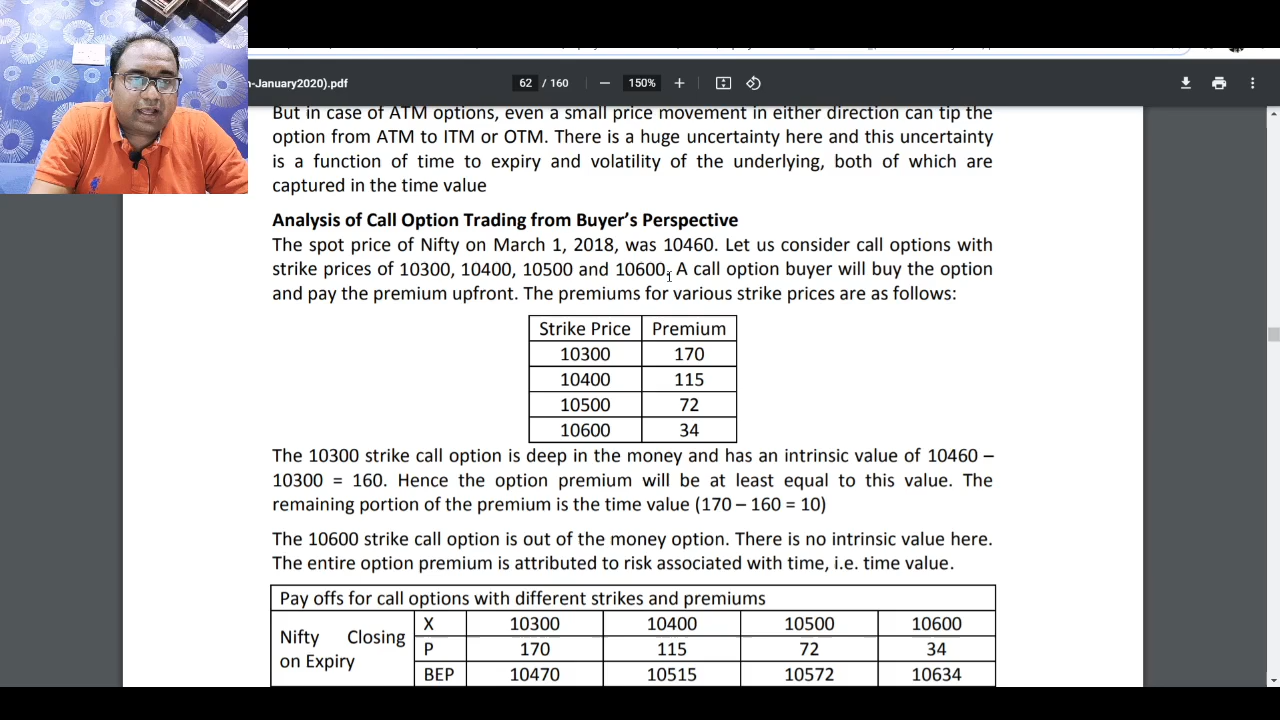 n-January2020).pdf
62 / 160
150%
But in case of ATM options, even a small price movement in either direction can tip the
option from ATM to ITM or OTM. There is a huge uncertainty here and this uncertainty
is a function of time to expiry and volatility of the underlying, both of which are
captured in the time value
Analysis of Call Option Trading from Buyer's Perspective
The spot price of Nifty on March 1, 2018, was 10460. Let us consider call options with
strike prices of 10300, 10400, 10500 and 10600. A call option buyer will buy the option
and pay the premium upfront. The premiums for various strike prices are as follows:
Strike Price Premium
10300 170
10400 115
10500 72
10600 34
The 10300 strike call option is deep in the money and has an intrinsic value of 10460 –
10300 = 160. Hence the option premium will be at least equal to this value. The
remaining portion of the premium is the time value (170 – 160 = 10)
The 10600 strike call option is out of the money option. There is no intrinsic value here.
The entire option premium is attributed to risk associated with time, i.e. time value.
Pay offs for call options with different strikes and premiums
Nifty Closing
on Expiry
X 10300 10400 10500 10600
P 170 115 72 34
BEP 10470 10515 10572 10634